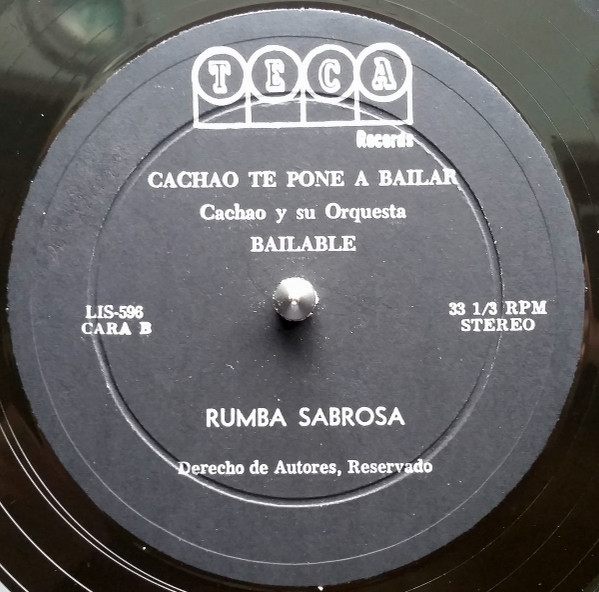 TECA
Records
CACHAO TE PONE A BAILAR
Cachao y su Orquesta
BAILABLE
LIS-596
CARA B
33 1/3 RPM
STEREO
RUMBA SABROSA
Derecho de Autores, Reservado